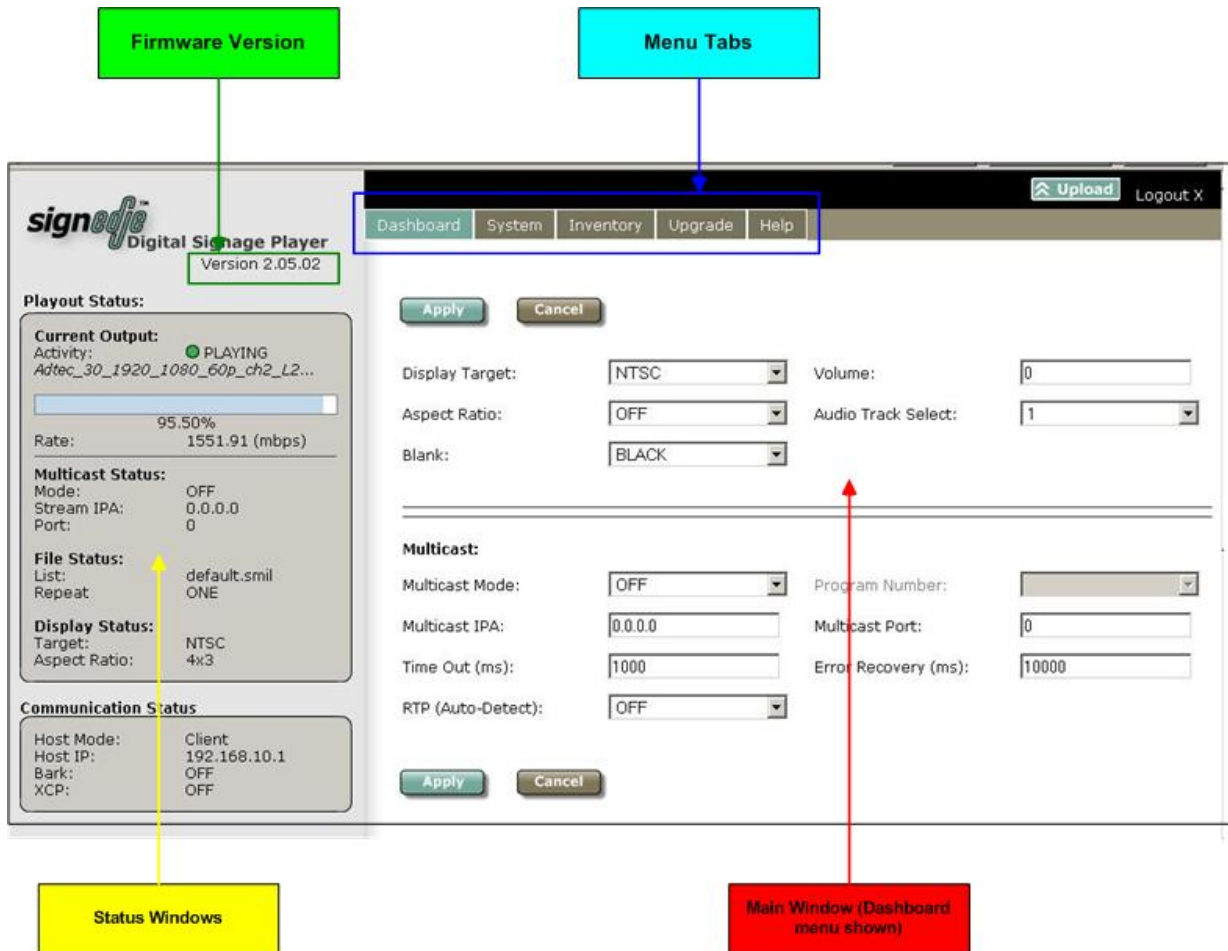 Firmware Version
Menu Tabs
Upload
Logout X
signedje™
Digital Signage Player
Version 2.05.02
Dashboard System Inventory Upgrade Help
Playout Status:
Current Output:
Activity: PLAYING
Adtec_30_1920_1080_60p_ch2_L2...
95.50%
Rate: 1551.91 (mbps)
Multicast Status:
Mode: OFF
Stream IPA: 0.0.0.0
Port: 0
File Status:
List: default.smil
Repeat ONE
Display Status:
Target: NTSC
Aspect Ratio: 4x3
Communication Status
Host Mode: Client
Host IP: 192.168.10.1
Bark: OFF
XCP: OFF
Apply Cancel
Display Target: NTSC Volume: 0
Aspect Ratio: OFF Audio Track Select: 1
Blank: BLACK
Multicast:
Multicast Mode: OFF Program Number:
Multicast IPA: 0.0.0.0 Multicast Port: 0
Time Out (ms): 1000 Error Recovery (ms): 10000
RTP (Auto-Detect): OFF
Apply Cancel
Status Windows
Main Window (Dashboard
menu shown)